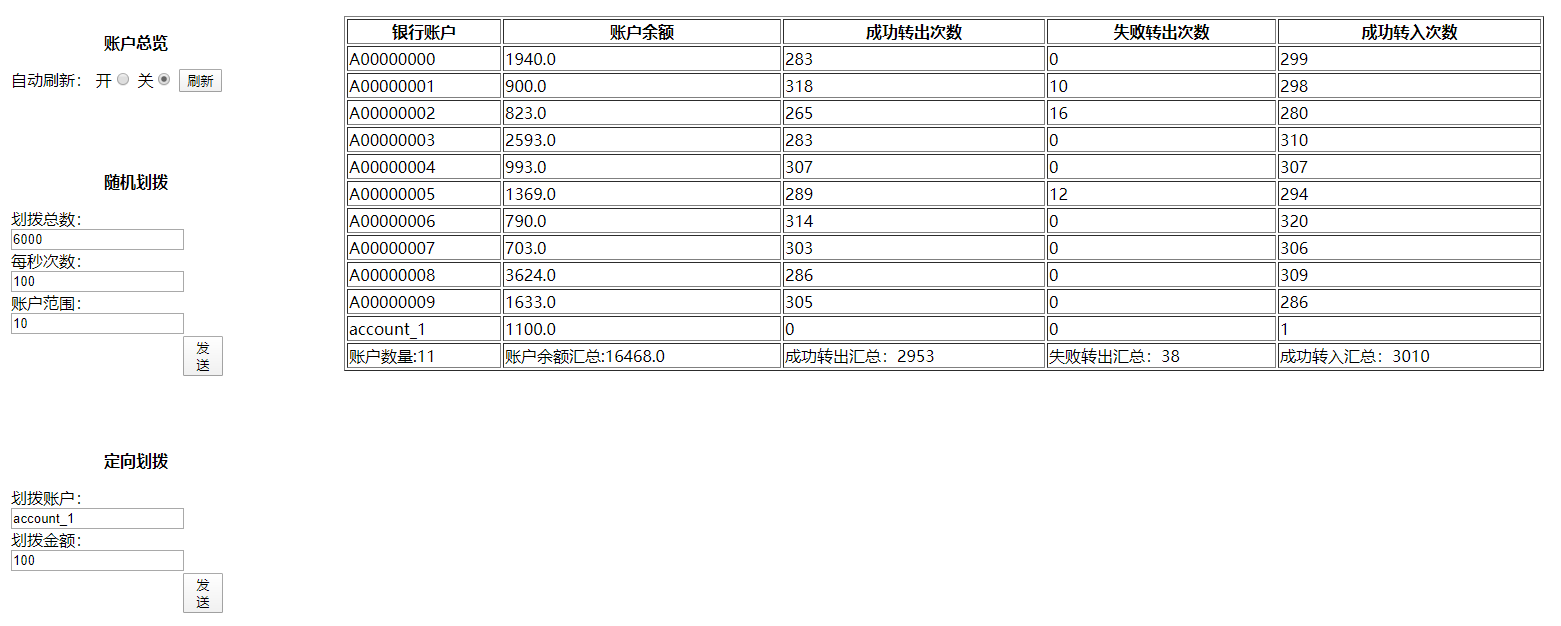 账户总览
自动刷新： 开 关 刷新
随机划拨
划拨总数：
6000
每秒次数：
100
账户范围：
10
发
送
定向划拨
划拨账户：
account_1
划拨金额：
100
发
送
银行账户 账户余额 成功转出次数 失败转出次数 成功转入次数
A00000000 1940.0 283 0 299
A00000001 900.0 318 10 298
A00000002 823.0 265 16 280
A00000003 2593.0 283 0 310
A00000004 993.0 307 0 307
A00000005 1369.0 289 12 294
A00000006 790.0 314 0 320
A00000007 703.0 303 0 306
A00000008 3624.0 286 0 309
A00000009 1633.0 305 0 286
account_1 1100.0 0 0 1
账户数量:11 账户余额汇总:16468.0 成功转出汇总：2953 失败转出汇总：38 成功转入汇总：3010